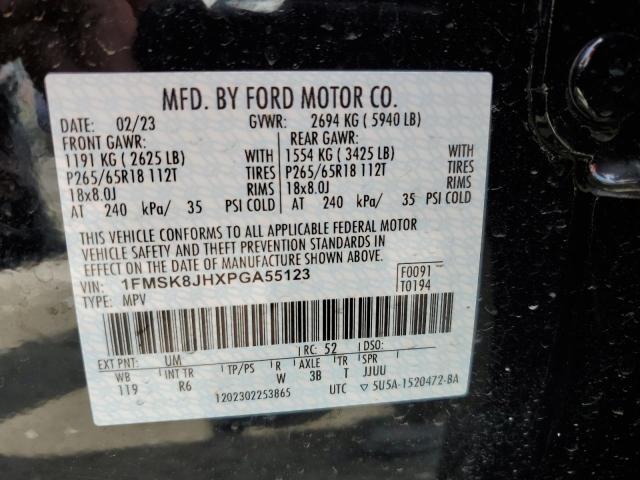 MFD. BY FORD MOTOR CO.
DATE: 02/23 GVWR: 2694 KG ( 5940 LB)
FRONT GAWR: REAR GAWR:
1191 KG ( 2625 LB) WITH 1554 KG ( 3425 LB) WITH
P265/65R18 112T TIRES P265/65R18 112T TIRES
18x8.0J RIMS 18x8.0J RIMS
AT 240 kPa/ 35 PSI COLD AT 240 kPa/ 35 PSI COLD
THIS VEHICLE CONFORMS TO ALL APPLICABLE FEDERAL MOTOR
VEHICLE SAFETY AND THEFT PREVENTION STANDARDS IN
EFFECT ON THE DATE OF MANUFACTURE SHOWN ABOVE.
VIN: 1FMSK8JHXPGA55123 F0091
TYPE: MPV T0194
EXT PNT: UM RC: 52 DSO:
WB INT TR TP/PS R AXLE TR SPR
119 R6 W 3B T JJUU
1202302253865 UTC ▽ 5U5A-1520472-BA